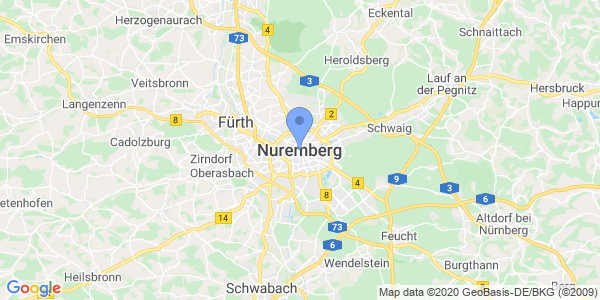 Eckental
Herzogenaurach
Emskirchen
4
73
Schnaittach
Heroldsberg
Veitsbronn
3
Lauf an
der Pegnitz
Hersbruck
Happur
Langenzenn
8
2
Fürth
Schwaig
Cadolzburg
Nuremberg
Zirndorf
Oberasbach
4
9
3
6
8
etenhofen
14
73
Altdorf bei
Nürnberg
Feucht
6
Wendelstein
Burgthann
Heilsbronn
Schwabach
Google
Map data ©2020 GeoBasis-DE/BKG (©2009)